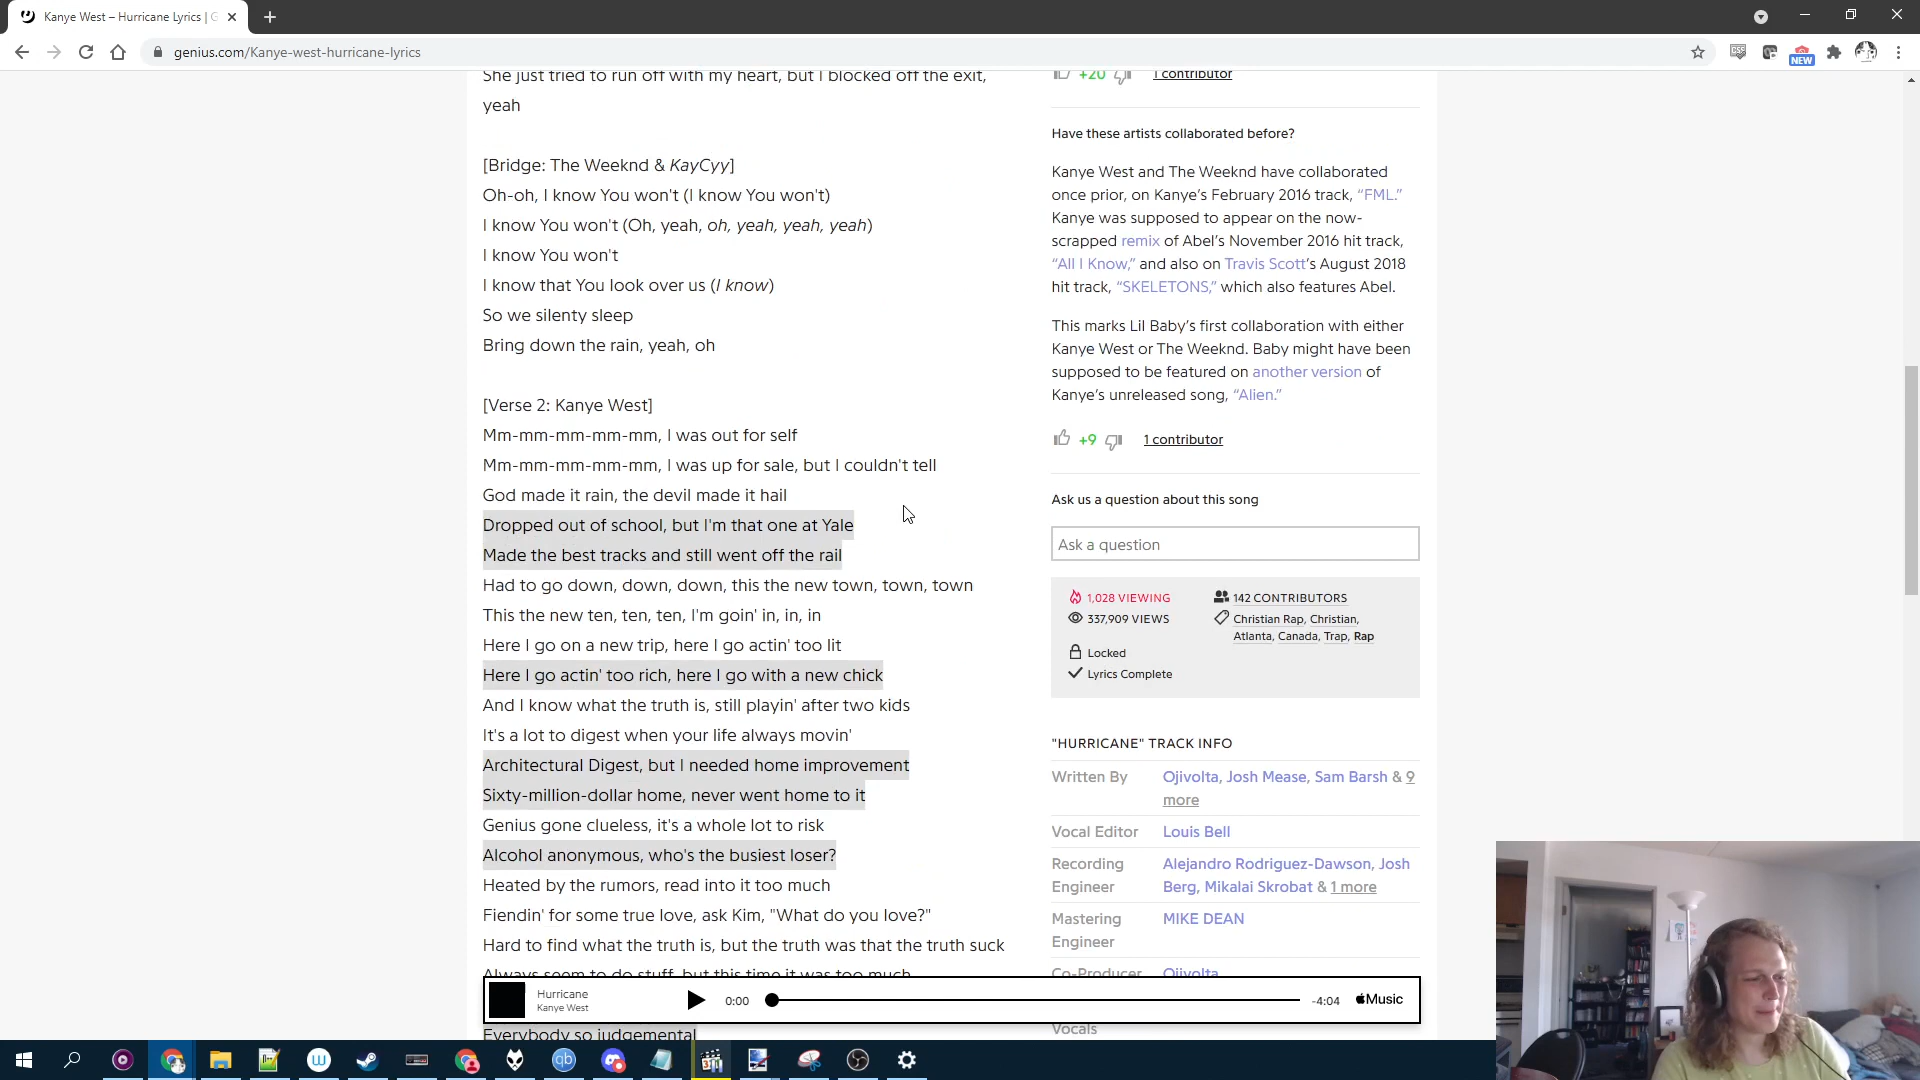 Kanye West – Hurricane Lyrics | G
genius.com/Kanye-west-hurricane-lyrics
NEW
She just tried to run off with my heart, but I blocked off the exit,
yeah
[Bridge: The Weeknd & KayCyy]
Oh-oh, I know You won't (I know You won't)
I know You won't (Oh, yeah, oh, yeah, yeah, yeah)
I know You won't
I know that You look over us (I know)
So we silenty sleep
Bring down the rain, yeah, oh
[Verse 2: Kanye West]
Mm-mm-mm-mm-mm, I was out for self
Mm-mm-mm-mm-mm, I was up for sale, but I couldn't tell
God made it rain, the devil made it hail
Dropped out of school, but I'm that one at Yale
Made the best tracks and still went off the rail
Had to go down, down, down, this the new town, town, town
This the new ten, ten, ten, I'm goin' in, in, in
Here I go on a new trip, here I go actin' too lit
Here I go actin' too rich, here I go with a new chick
And I know what the truth is, still playin' after two kids
It's a lot to digest when your life always movin'
Architectural Digest, but I needed home improvement
Sixty-million-dollar home, never went home to it
Genius gone clueless, it's a whole lot to risk
Alcohol anonymous, who's the busiest loser?
Heated by the rumors, read into it too much
Fiendin' for some true love, ask Kim, "What do you love?"
Hard to find what the truth is, but the truth was that the truth suck
Always seem to do stuff, but this time it was too much
Everybody so judgemental
+20
1 contributor
Have these artists collaborated before?
Kanye West and The Weeknd have collaborated
once prior, on Kanye’s February 2016 track, “FML.”
Kanye was supposed to appear on the now-
scrapped remix of Abel’s November 2016 hit track,
“All I Know,” and also on Travis Scott’s August 2018
hit track, “SKELETONS,” which also features Abel.
This marks Lil Baby’s first collaboration with either
Kanye West or The Weeknd. Baby might have been
supposed to be featured on another version of
Kanye’s unreleased song, “Alien.”
+9
1 contributor
Ask us a question about this song
Ask a question
1,028 VIEWING
337,909 VIEWS
Locked
Lyrics Complete
142 CONTRIBUTORS
Christian Rap, Christian,
Atlanta, Canada, Trap, Rap
"HURRICANE" TRACK INFO
Written By
Ojivolta, Josh Mease, Sam Barsh & 9
more
Vocal Editor
Louis Bell
Recording
Engineer
Alejandro Rodriguez-Dawson, Josh
Berg, Mikalai Skrobat & 1 more
Mastering
Engineer
MIKE DEAN
Co-Producer
Ojivolta
Vocals
Hurricane
Kanye West
0:00
-4:04
Music